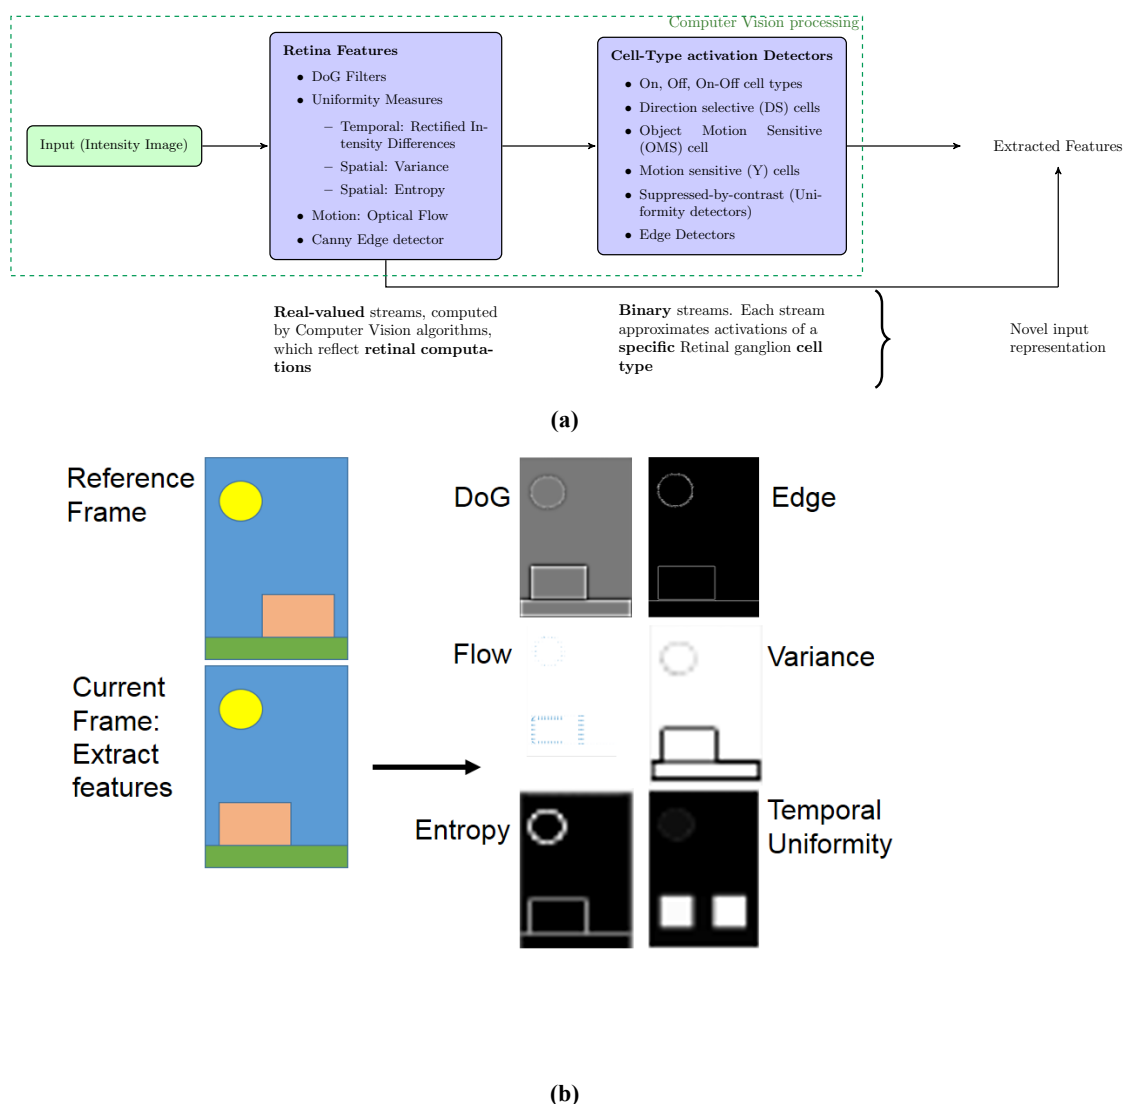 Computer Vision processing
Input (Intensity Image)
Retina Features
• DoG Filters
• Uniformity Measures
– Temporal: Rectified In-
tensity Differences
– Spatial: Variance
– Spatial: Entropy
• Motion: Optical Flow
• Canny Edge detector
Cell-Type activation Detectors
• On, Off, On-Off cell types
• Direction selective (DS) cells
• Object Motion Sensitive
(OMS) cell
• Motion sensitive (Y) cells
• Suppressed-by-contrast (Uni-
formity detectors)
• Edge Detectors
Extracted Features
Real-valued streams, computed
by Computer Vision algorithms,
which reflect retinal computa-
tions
Binary streams. Each stream
approximates activations of a
specific Retinal ganglion cell
type
Novel input
representation
(a)
Reference
Frame
Current
Frame:
Extract
features
DoG
Edge
Flow
Variance
Entropy
Temporal
Uniformity
(b)